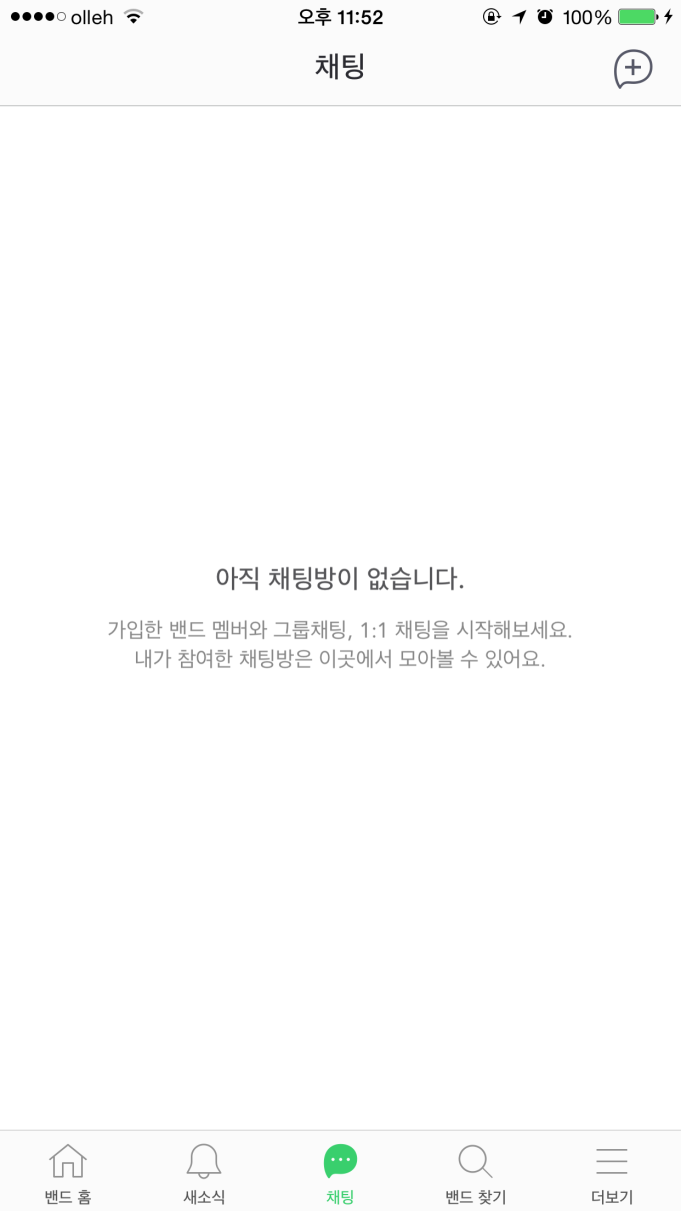 olleh 오후 11:52 100%
채팅
아직 채팅방이 없습니다.
가입한 밴드 멤버와 그룹채팅, 1:1 채팅을 시작해보세요.
내가 참여한 채팅방은 이곳에서 모아볼 수 있어요.
밴드 홈 새소식 채팅 밴드 찾기 더보기